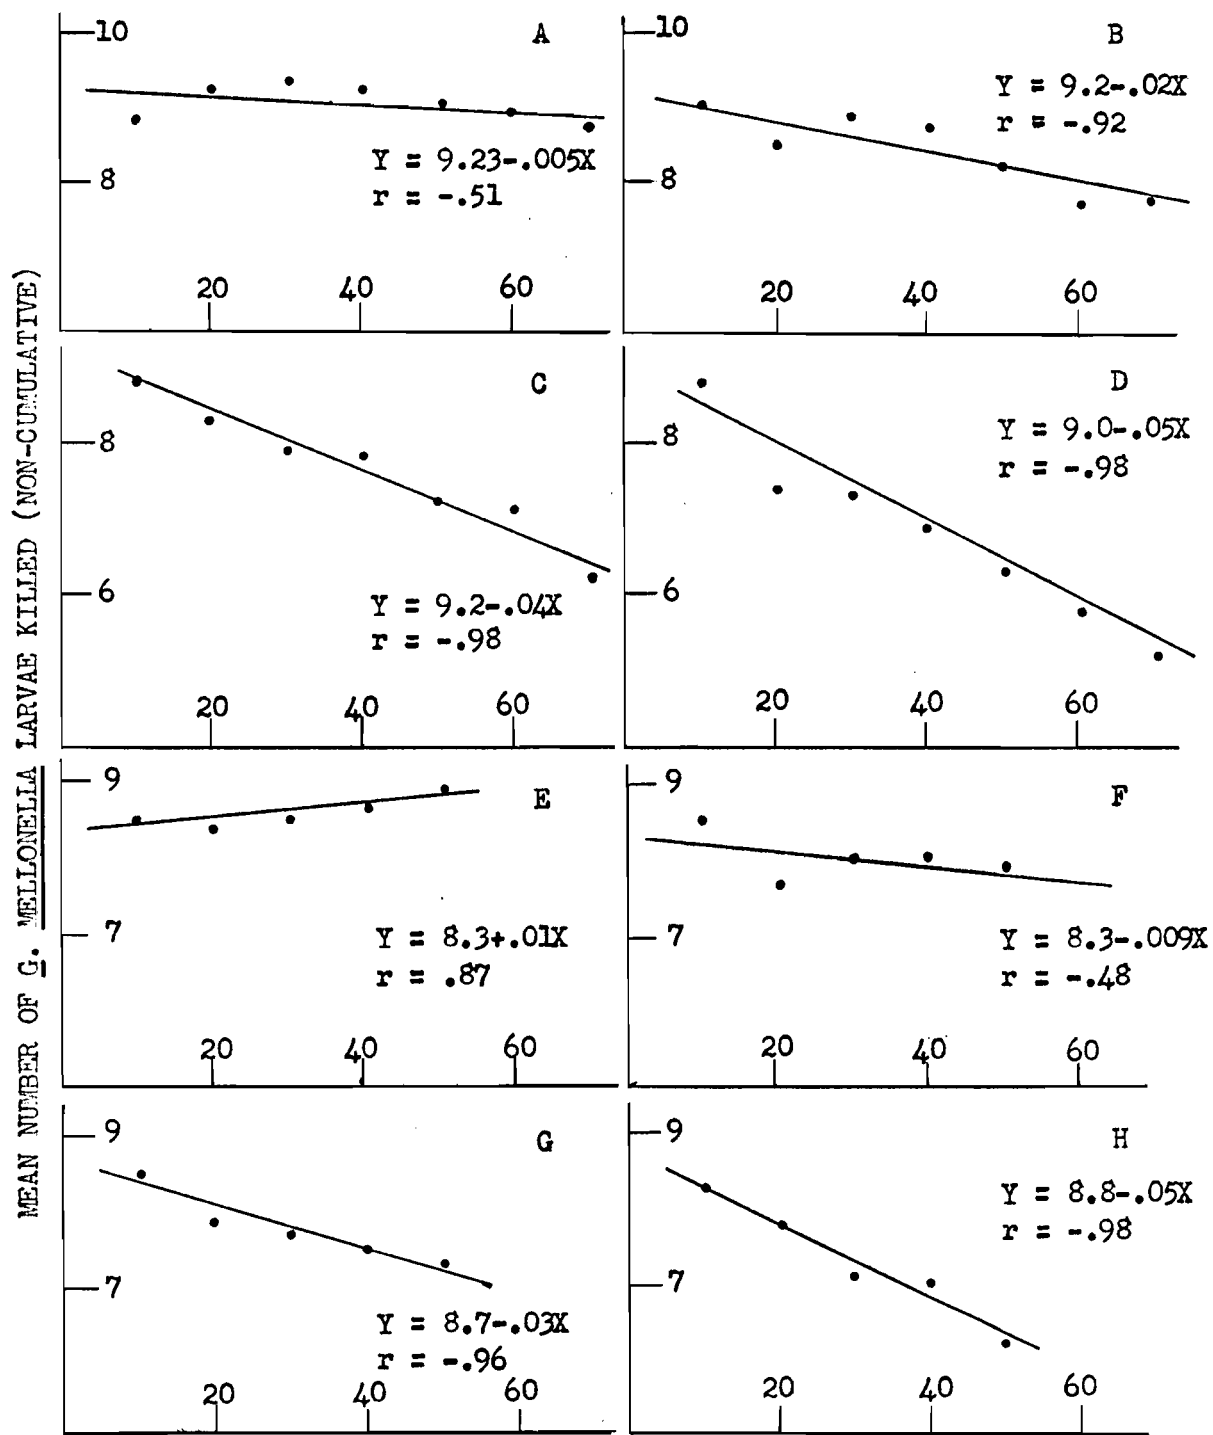 MEAN NUMBER OF G. MELLONELLA LARVAE KILLED (NON-CUMULATIVE)
10
A
Y = 9.23-.005X
r = -.51
8
20 40 60
10
B
Y = 9.2-.02X
r = -.92
8
20 40 60
C
8
6
Y = 9.2-.04X
r = -.98
20 40 60
D
8
Y = 9.0-.05X
r = -.98
6
20 40 60
9
E
7
Y = 8.3+.01X
r = .87
20 40 60
9
F
7
Y = 8.3-.009X
r = -.48
20 40 60
9
G
7
Y = 8.7-.03X
r = -.96
20 40 60
9
H
Y = 8.8-.05X
r = -.98
7
20 40 60